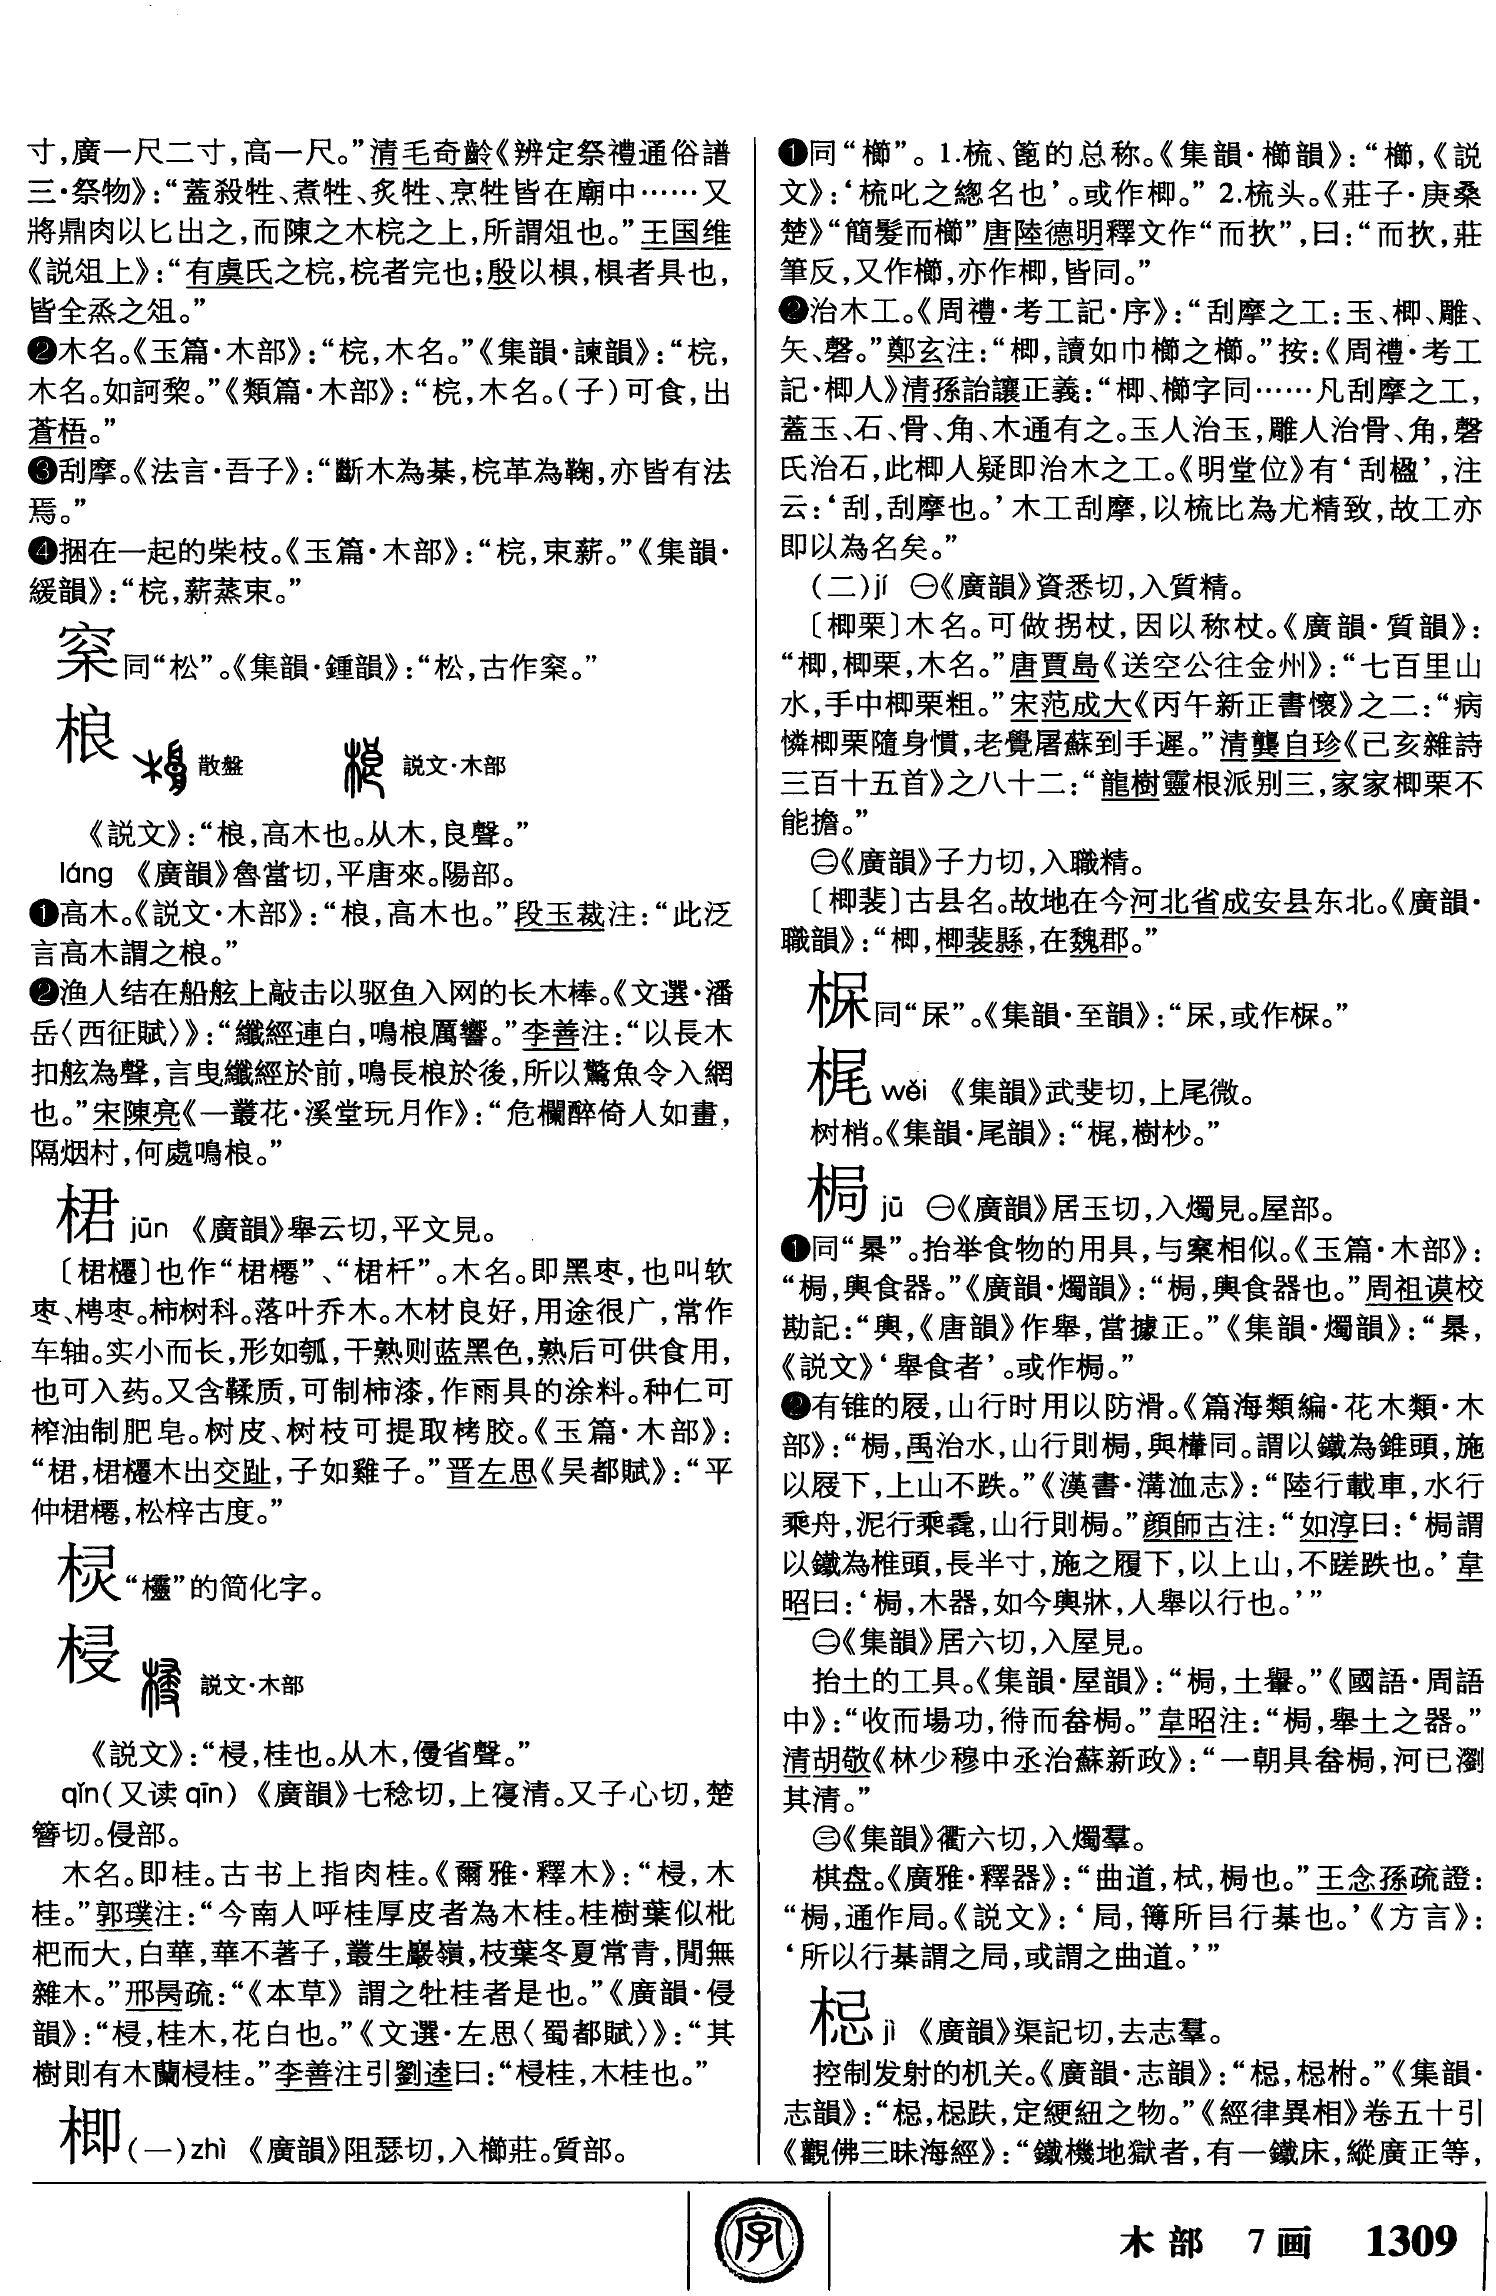 寸，廣一尺二寸，高一尺。”清毛奇齡《辨定祭禮通俗譜
三·祭物》：“蓋殺牲、煮牲、炙牲、烹牲皆在廟中……又
將鼎肉以匕出之，而陳之木梡之上，所謂俎也。”王国维
《説俎上》：“有虞氏之梡，梡者完也；殷以椇，椇者具也，
皆全烝之俎。”
❷木名。《玉篇·木部》：“梡，木名。”《集韻·諫韻》：“梡，
木名。如訶棃。”《類篇·木部》：“梡，木名。(子)可食，出
蒼梧。”
❸刮摩。《法言·吾子》：“斷木為棊，梡革為鞠，亦皆有法
焉。”
❹捆在一起的柴枝。《玉篇·木部》：“梡，束薪。”《集韻·
緩韻》：“梡，薪蒸束。”
梥同“松”。《集韻·鍾韻》：“松，古作梥。”
桹 散盤 説文·木部
《説文》：“桹，高木也。从木，良聲。”
láng 《廣韻》魯當切，平唐來。陽部。
❶高木。《説文·木部》：“桹，高木也。”段玉裁注：“此泛
言高木謂之桹。”
❷渔人结在船舷上敲击以驱鱼入网的长木棒。《文選·潘
岳〈西征賦〉》：“纖經連白，鳴桹厲響。”李善注：“以長木
扣舷為聲，言曳纖經於前，鳴長桹於後，所以驚魚令入網
也。”宋陳亮《一叢花·溪堂玩月作》：“危欄醉倚人如畫，
隔烟村，何處鳴桹。”
桾 jūn 《廣韻》舉云切，平文見。
〔桾櫏〕也作“桾櫏”、“桾杄”。木名。即黑枣，也叫软
枣、梬枣。柿树科。落叶乔木。木材良好，用途很广，常作
车轴。实小而长，形如瓠，干熟则蓝黑色，熟后可供食用，
也可入药。又含鞣质，可制柿漆，作雨具的涂料。种仁可
榨油制肥皂。树皮、树枝可提取栲胶。《玉篇·木部》：
“桾，桾櫏木出交趾，子如雞子。”晋左思《吴都賦》：“平
仲桾櫏，松梓古度。”
棂“欞”的简化字。
梫 説文·木部
《説文》：“梫，桂也。从木，㑴省聲。”
qǐn(又读qīn) 《廣韻》七稔切，上寑清。又子心切，楚
簪切。侵部。
木名。即桂。古书上指肉桂。《爾雅·釋木》：“梫，木
桂。”郭璞注：“今南人呼桂厚皮者為木桂。桂樹葉似枇
杷而大，白華，華不著子，叢生巖嶺，枝葉冬夏常青，閒無
雜木。”邢昺疏：“《本草》謂之牡桂者是也。”《廣韻·侵
韻》：“梫，桂木，花白也。”《文選·左思〈蜀都賦〉》：“其
樹則有木蘭梫桂。”李善注引劉逵曰：“梫桂，木桂也。”
楖(一)zhì 《廣韻》阻瑟切，入櫛莊。質部。
❶同“櫛”。1.梳、篦的总称。《集韻·櫛韻》：“櫛，《説
文》：‘梳叱之總名也’。或作楖。”2.梳头。《莊子·庚桑
楚》“簡髮而櫛”唐陸德明釋文作“而扻”，曰：“而扻，莊
筆反，又作櫛，亦作楖，皆同。”
❷治木工。《周禮·考工記·序》：“刮摩之工：玉、楖、雕、
矢、磬。”鄭玄注：“楖，讀如巾櫛之櫛。”按：《周禮·考工
記·楖人》清孫詒讓正義：“楖、櫛字同……凡刮摩之工，
蓋玉、石、骨、角、木通有之。玉人治玉，雕人治骨、角，磬
氏治石，此楖人疑即治木之工。《明堂位》有‘刮楹’，注
云：‘刮，刮摩也。’木工刮摩，以梳比為尤精致，故工亦
即以為名矣。”
(二)jí ㊀《廣韻》資悉切，入質精。
〔楖栗〕木名。可做拐杖，因以称杖。《廣韻·質韻》：
“楖，楖栗，木名。”唐賈島《送空公往金州》：“七百里山
水，手中楖栗粗。”宋范成大《丙午新正書懷》之二：“病
憐楖栗隨身慣，老覺屠蘇到手遲。”清龔自珍《己亥雜詩
三百十五首》之八十二：“龍樹靈根派别三，家家楖栗不
能擔。”
㊁《廣韻》子力切，入職精。
〔楖裴〕古县名。故地在今河北省成安县东北。《廣韻·
職韻》：“楖，楖裴縣，在魏郡。”
杘同“杘”。《集韻·至韻》：“杘，或作𣒅。”
梶 wěi 《集韻》武斐切，上尾微。
树梢。《集韻·尾韻》：“梶，樹杪。”
梮 jū ㊀《廣韻》居玉切，入燭見。屋部。
❶同“暴”。抬举食物的用具，与案相似。《玉篇·木部》：
“梮，輿食器。”《廣韻·燭韻》：“梮，輿食器也。”周祖谟校
勘記：“輿，《唐韻》作舉，當據正。”《集韻·燭韻》：“㯫，
《説文》‘舉食者’。或作梮。”
❷有锥的屐，山行时用以防滑。《篇海類編·花木類·木
部》：“梮，禹治水，山行則梮，與檋同。謂以鐵為錐頭，施
以屐下，上山不跌。”《漢書·溝洫志》：“陸行載車，水行
乘舟，泥行乘毳，山行則梮。”顔師古注：“如淳曰：‘梮謂
以鐵為椎頭，長半寸，施之履下，以上山，不蹉跌也。’韋
昭曰：‘梮，木器，如今輿牀，人舉以行也。’”
㊁《集韻》居六切，入屋見。
抬土的工具。《集韻·屋韻》：“梮，土轝。”《國語·周語
中》：“收而場功，偫而畚梮。”韋昭注：“梮，舉土之器。”
清胡敬《林少穆中丞治蘇新政》：“一朝具畚梮，河已瀏
其清。”
㊂《集韻》衢六切，入燭羣。
棋盘。《廣雅·釋器》：“曲道，栻，梮也。”王念孫疏證：
“梮，通作局。《説文》：‘局，簙所㠯行棊也。’《方言》：
‘所以行棊謂之局，或謂之曲道。’”
梞 jì 《廣韻》渠記切，去志羣。
控制发射的机关。《廣韻·志韻》：“梞，梞柎。”《集韻·
志韻》：“梞，梞趺，定綆紐之物。”《經律異相》卷五十引
《觀佛三昧海經》：“鐵機地獄者，有一鐵床，縱廣正等，
字
木部 7画 1309